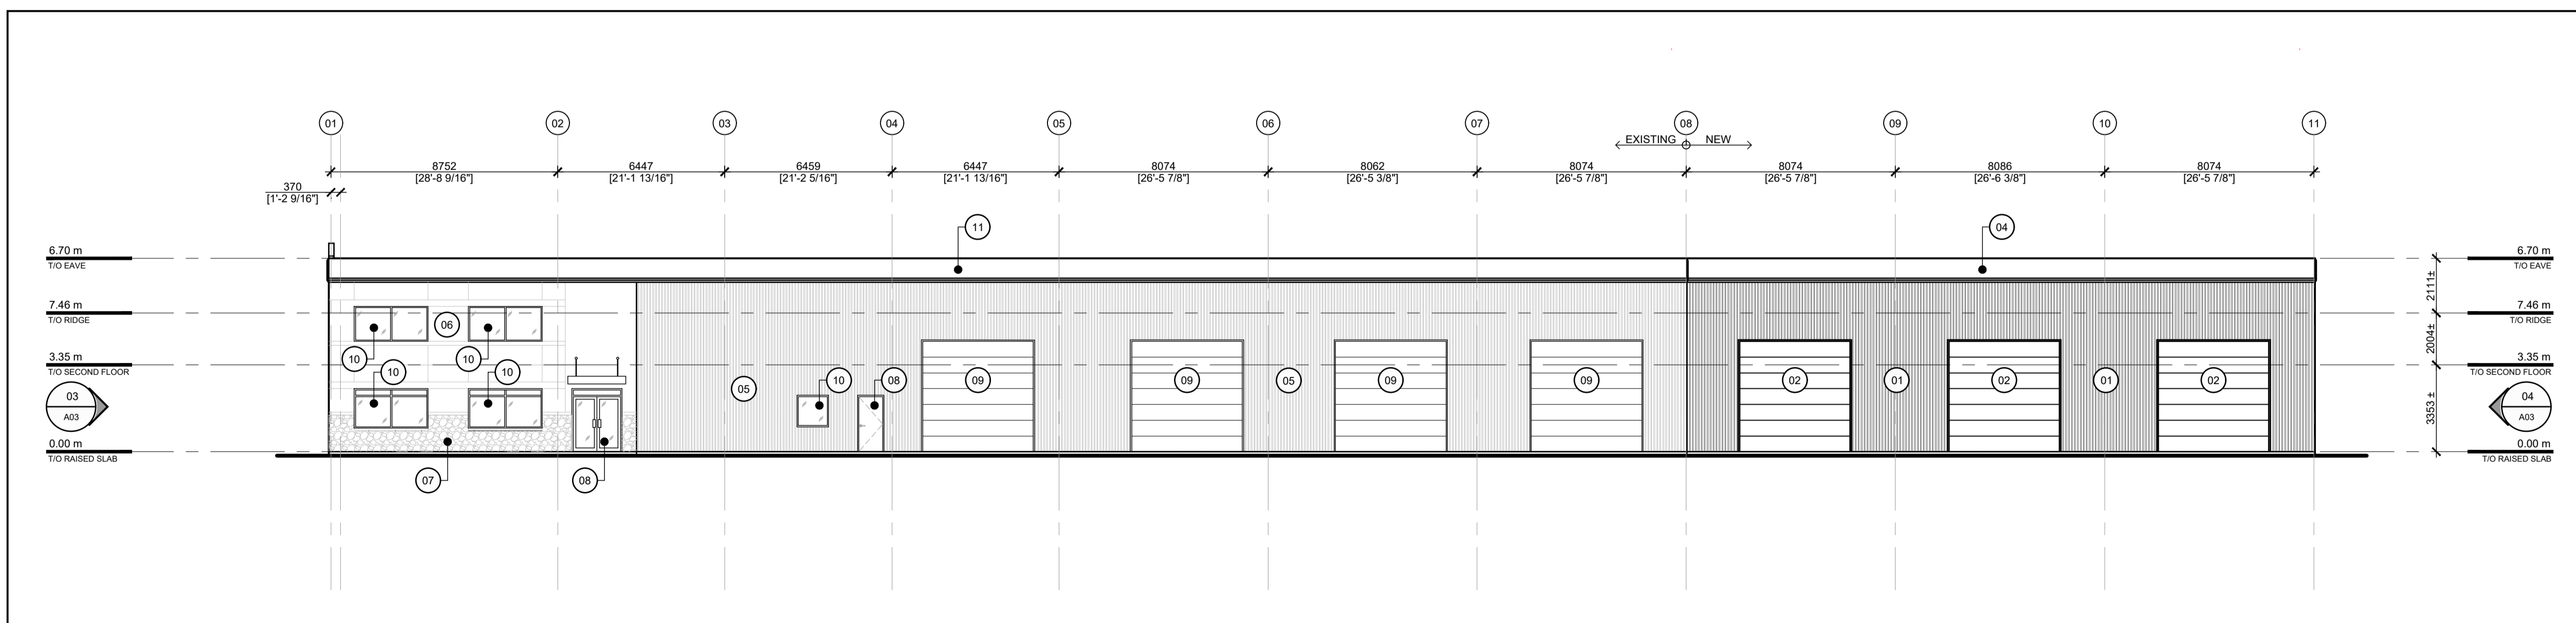 01 02 03 04 05 06 07 08 09 10 11
EXISTING NEW
8752 6447 6459 6447 8074 8062 8074 8074 8086 8074
[28'-8 9/16"] [21'-1 13/16"] [21'-2 5/16"] [21'-1 13/16"] [26'-5 7/8"] [26'-5 3/8"] [26'-5 7/8"] [26'-5 7/8"] [26'-6 3/8"] [26'-5 7/8"]
370
[1'-2 9/16"]
11 04
6.70 m 6.70 m
T/O EAVE T/O EAVE
2111±
7.46 m 7.46 m
T/O RIDGE T/O RIDGE
06
2004±
10 10
3.35 m 3.35 m
T/O SECOND FLOOR T/O SECOND FLOOR
10 10 05 10 08 09 09 05 09 09 02 01 02 01 02
03 04
A03 A03
3353 ±
0.00 m 0.00 m
T/O RAISED SLAB T/O RAISED SLAB
07 08